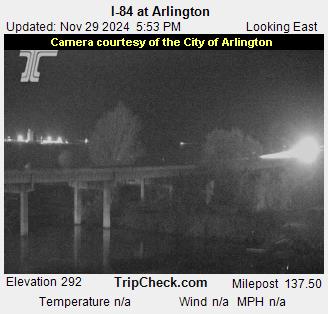 I-84 at Arlington
Updated: Nov 29 2024 5:53 PM Looking East
Camera courtesy of the City of Arlington
Elevation 292 TripCheck.com Milepost 137.50
Temperature n/a Wind n/a MPH n/a